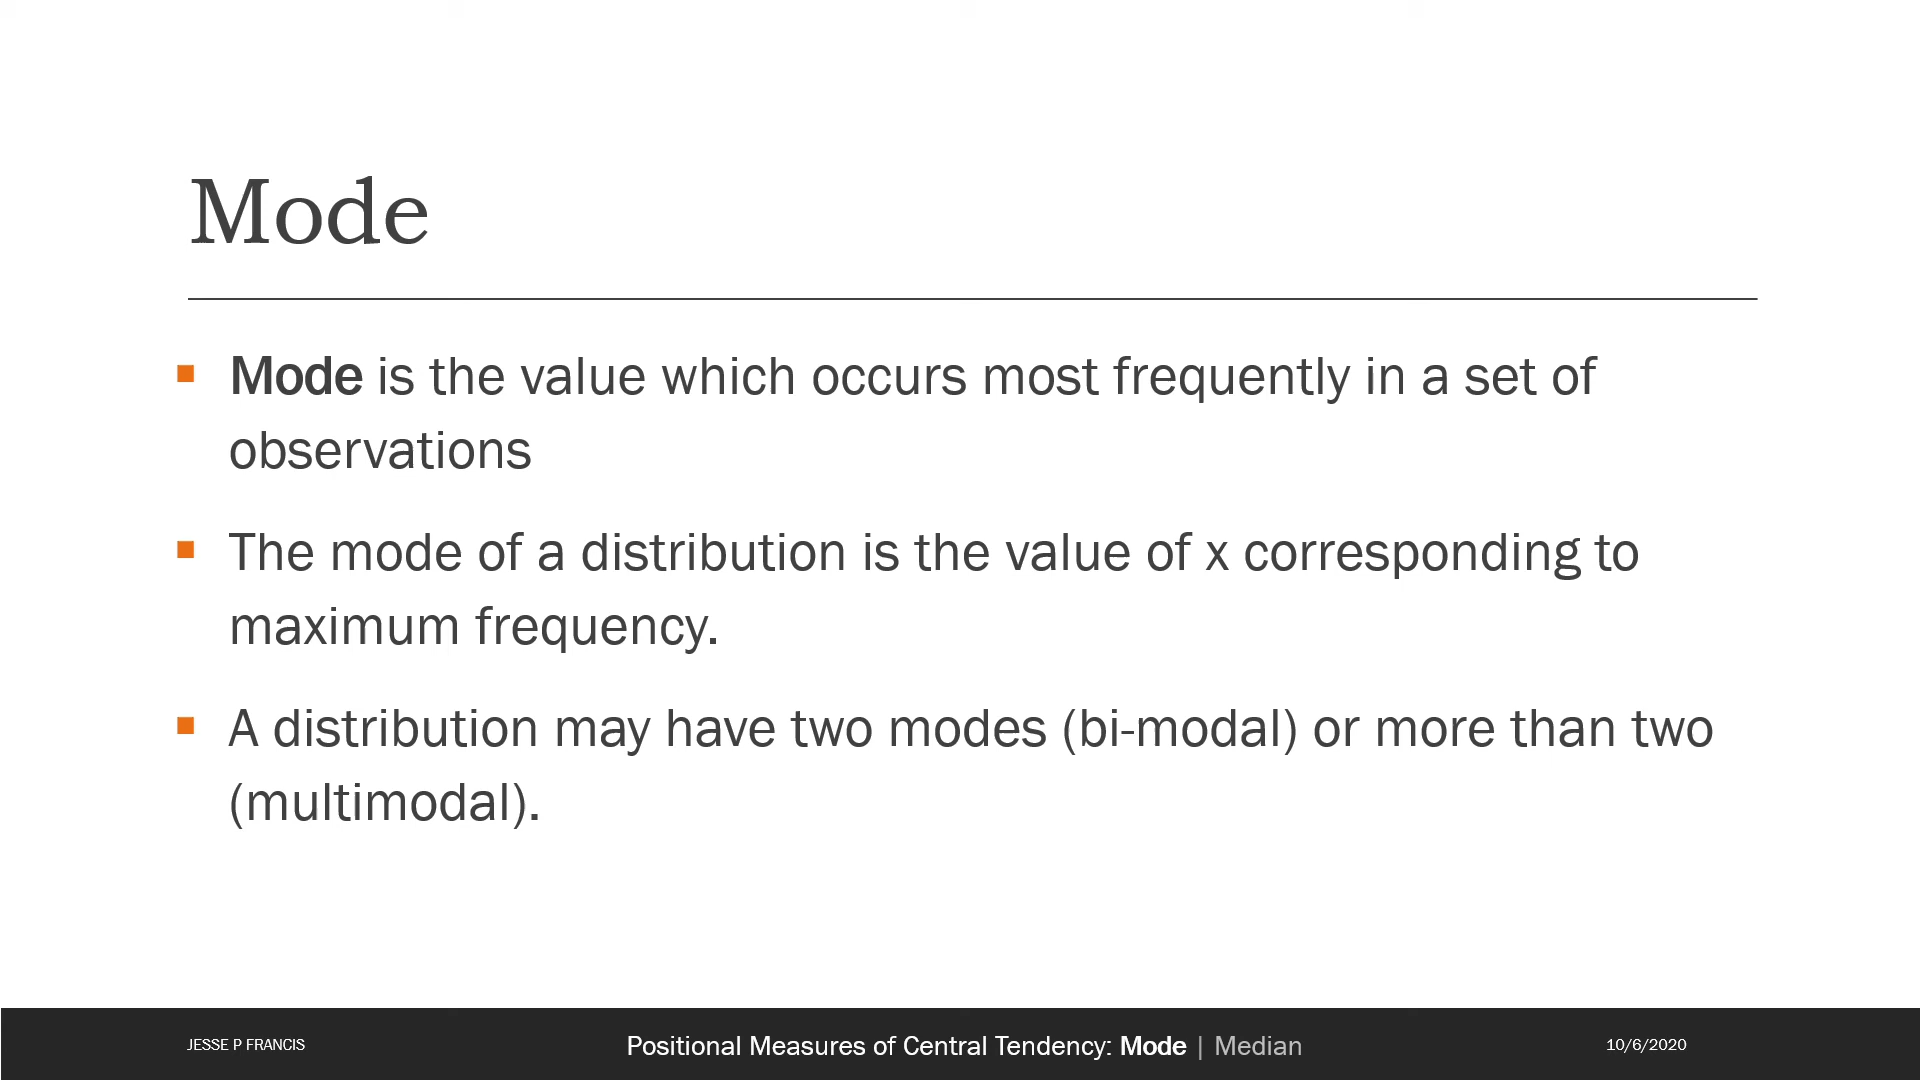 Mode
Mode is the value which occurs most frequently in a set of
observations
The mode of a distribution is the value of x corresponding to
maximum frequency.
A distribution may have two modes (bi-modal) or more than two
(multimodal).
JESSE P FRANCIS
Positional Measures of Central Tendency: Mode | Median
10/6/2020